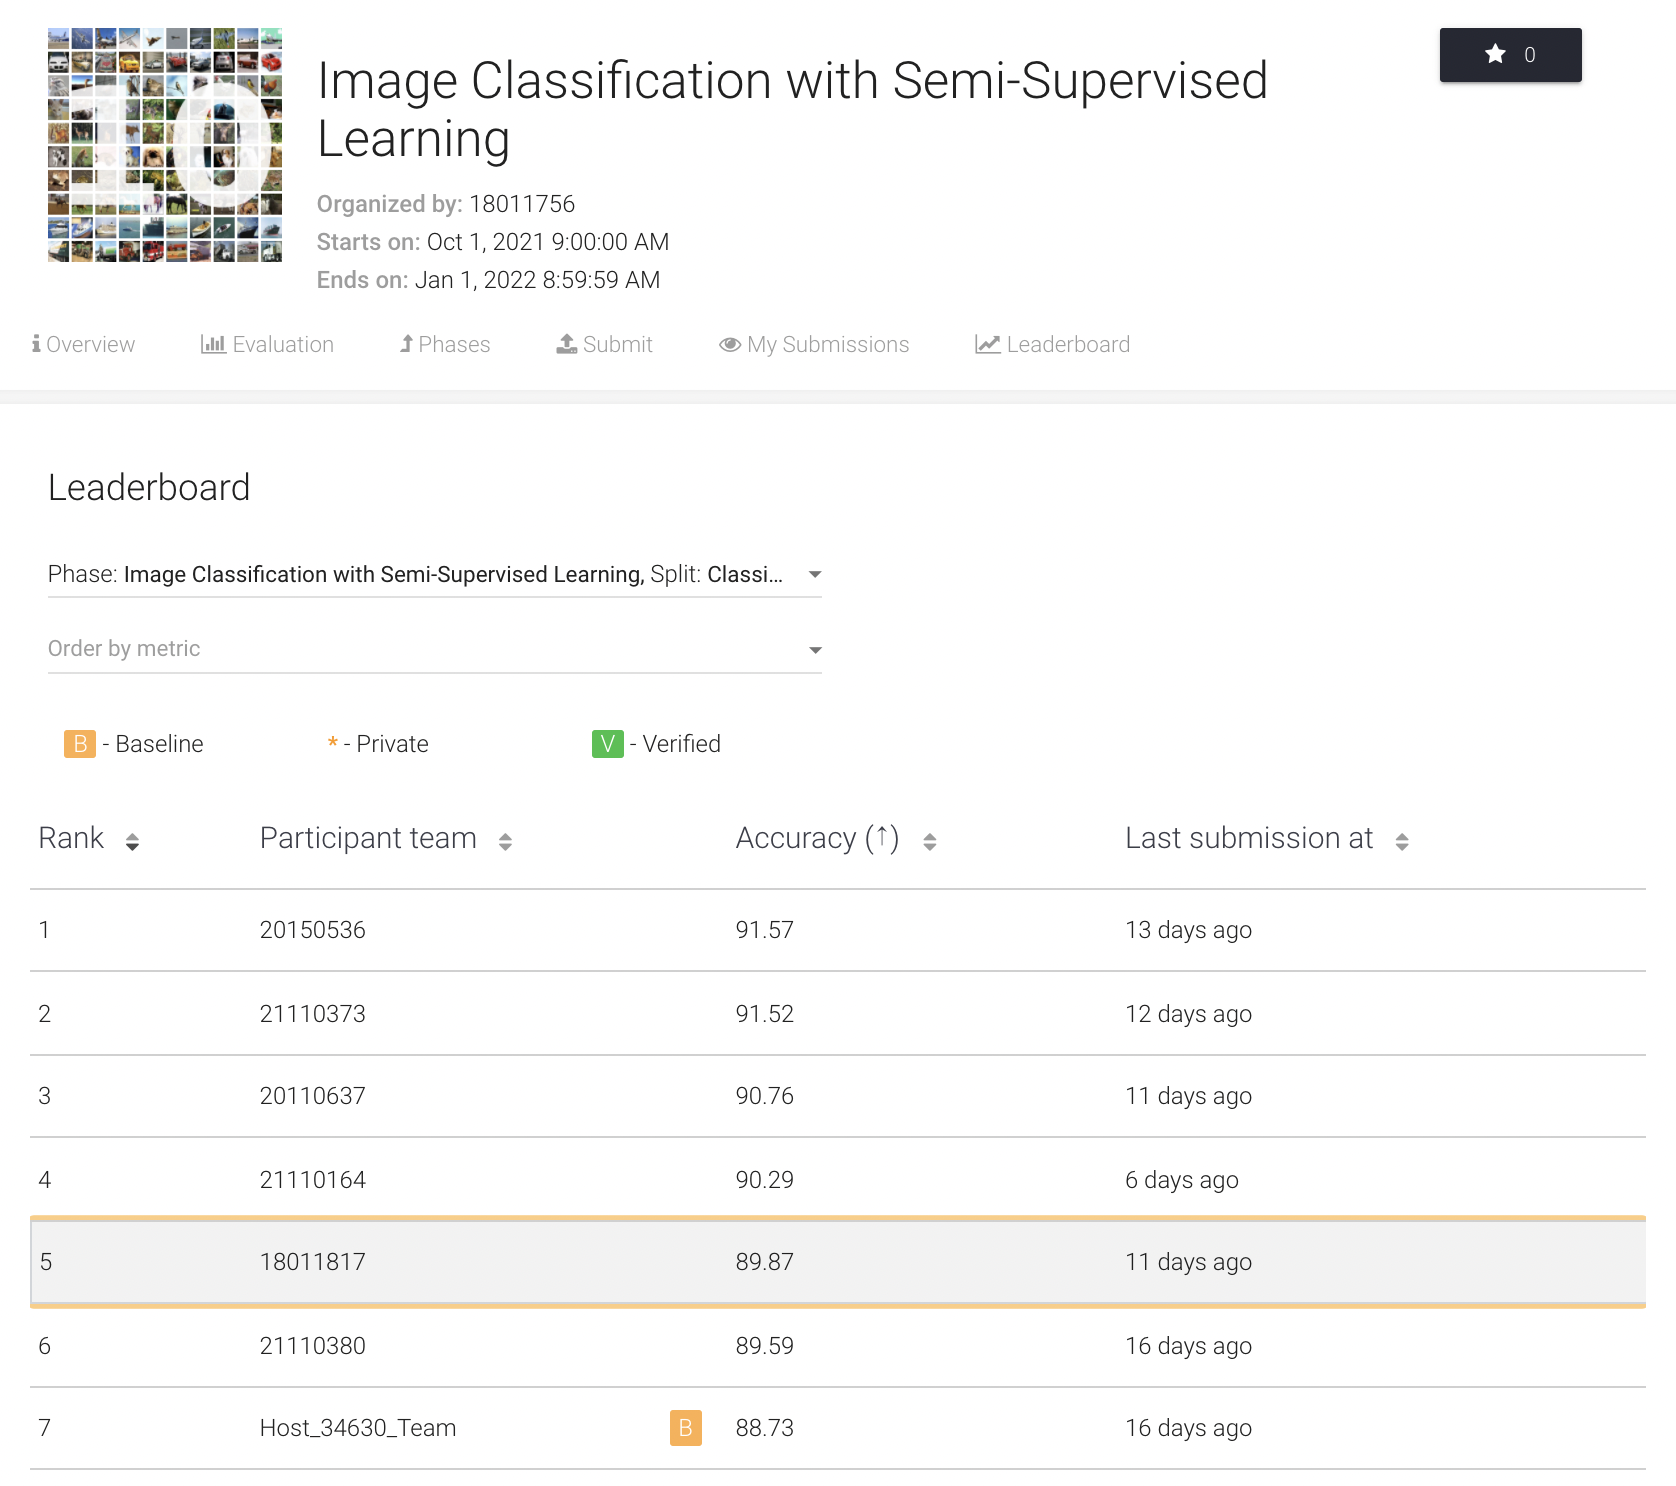 10
★ 0
Image Classification with Semi-Supervised
Learning
Organized by: 18011756
Starts on: Oct 1, 2021 9:00:00 AM
Ends on: Jan 1, 2022 8:59:59 AM
Overview Evaluation Phases Submit My Submissions Leaderboard
Leaderboard
Phase: Image Classification with Semi-Supervised Learning, Split: Classi...
Order by metric
B - Baseline * - Private V - Verified
Rank Participant team Accuracy (↑) Last submission at
1 20150536 91.57 13 days ago
2 21110373 91.52 12 days ago
3 20110637 90.76 11 days ago
4 21110164 90.29 6 days ago
5 18011817 89.87 11 days ago
6 21110380 89.59 16 days ago
7 Host_34630_Team B 88.73 16 days ago